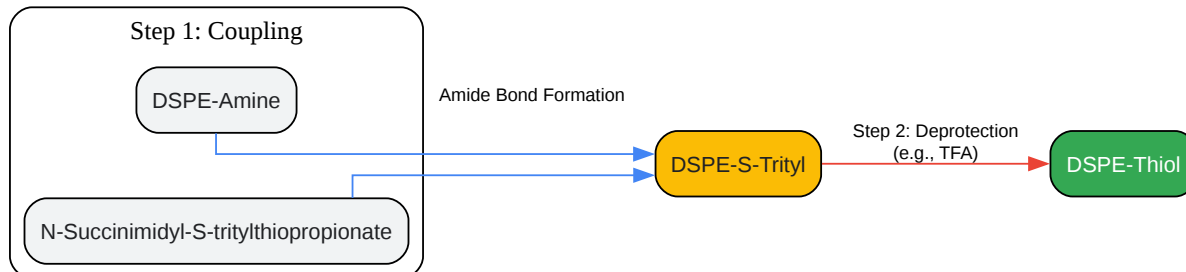 Step 1: Coupling
DSPE-Amine
Amide Bond Formation
N-Succinimidyl-S-tritylthiopropionate
DSPE-S-Trityl
Step 2: Deprotection
(e.g., TFA)
DSPE-Thiol